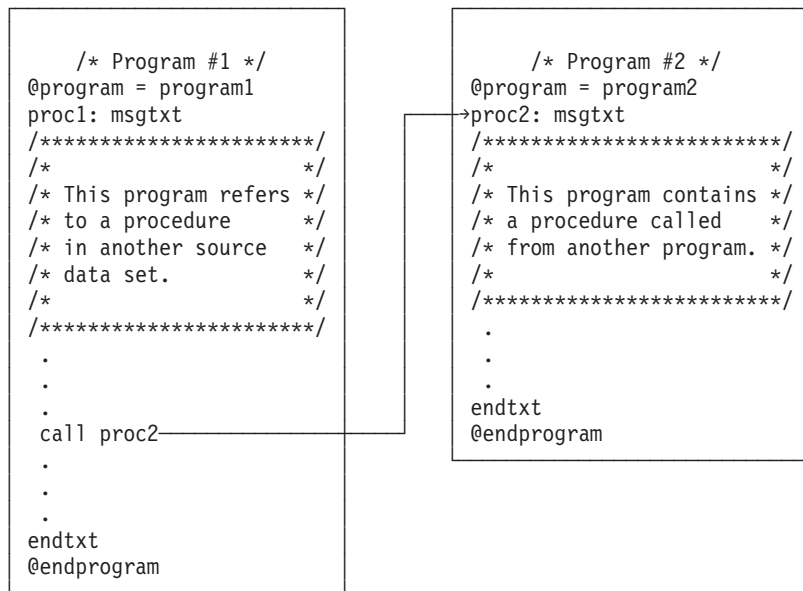 /* Program #1 */
@program = program1
proc1: msgtxt
/***********************/
/*                     */
/* This program refers */
/* to a procedure      */
/* in another source   */
/* data set.           */
/*                     */
/***********************/
.
.
.
call proc2
.
.
.
endtxt
@endprogram
/* Program #2 */
@program = program2
proc2: msgtxt
/*************************/
/*                       */
/* This program contains */
/* a procedure called    */
/* from another program. */
/*                       */
/*************************/
.
.
.
endtxt
@endprogram